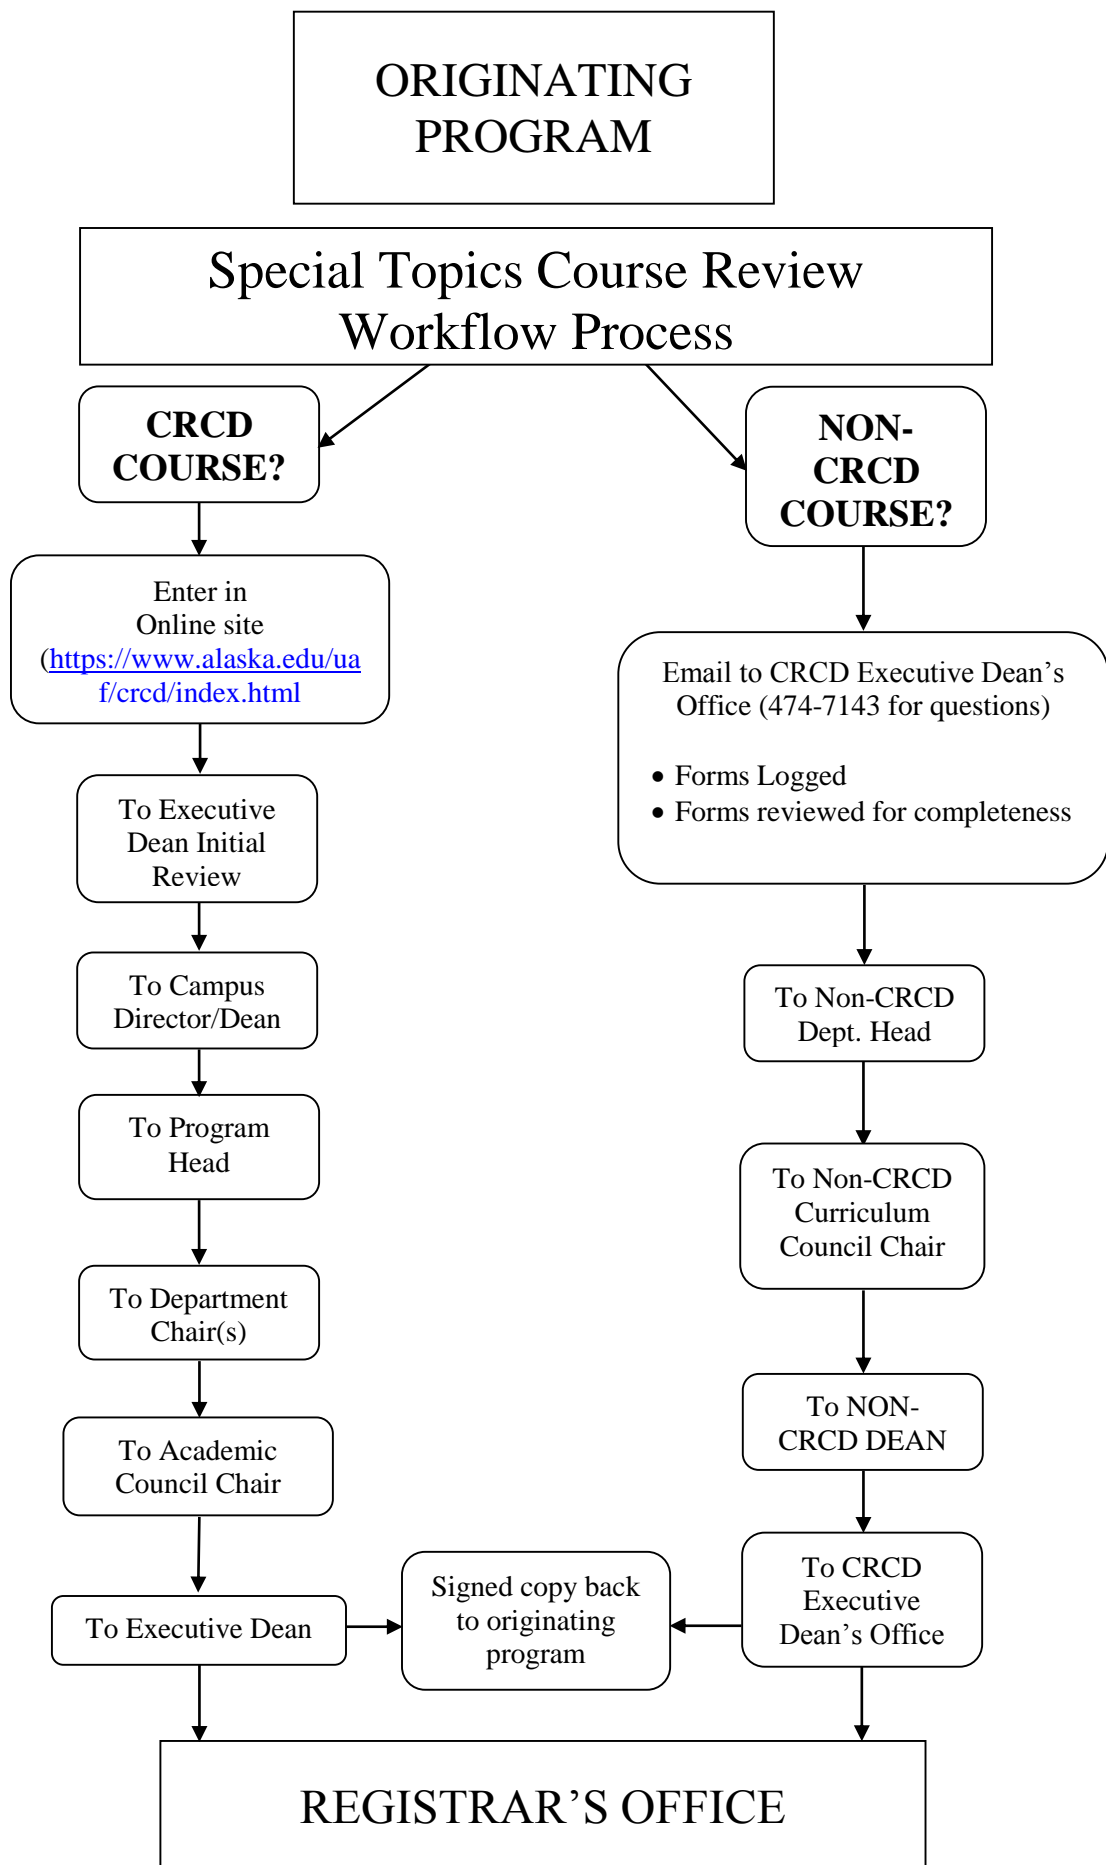 ORIGINATING
PROGRAM
Special Topics Course Review
Workflow Process
CRCD
COURSE?
Enter in
Online site
(https://www.alaska.edu/ua
f/crcd/index.html
To Executive
Dean Initial
Review
To Campus
Director/Dean
To Program
Head
To Department
Chair(s)
To Academic
Council Chair
To Executive Dean
NON-
CRCD
COURSE?
Email to CRCD Executive Dean’s
Office (474-7143 for questions)
• Forms Logged
• Forms reviewed for completeness
To Non-CRCD
Dept. Head
To Non-CRCD
Curriculum
Council Chair
To NON-
CRCD DEAN
To CRCD
Executive
Dean’s Office
Signed copy back
to originating
program
REGISTRAR’S OFFICE